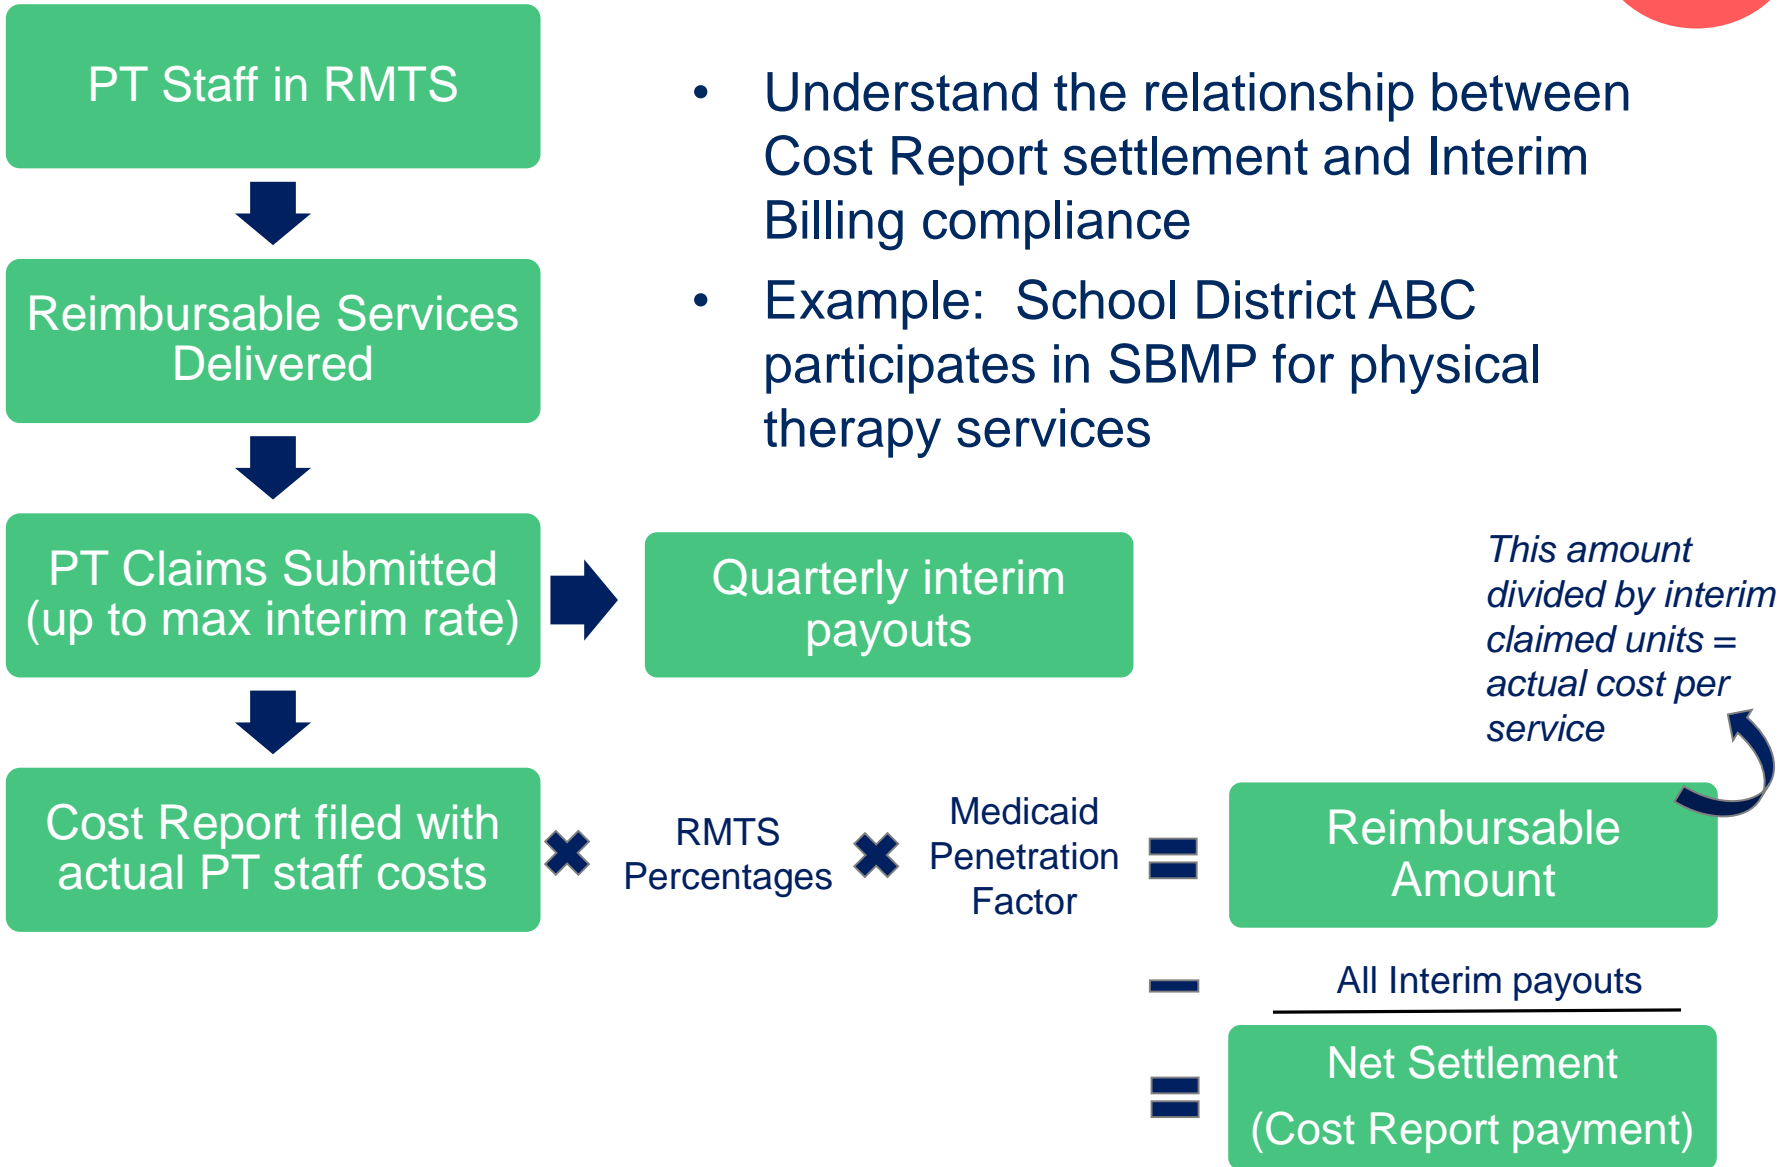 PT Staff in RMTS
• Understand the relationship between
Cost Report settlement and Interim
Billing compliance
• Example: School District ABC
participates in SBMP for physical
therapy services
Reimbursable Services
Delivered
PT Claims Submitted
(up to max interim rate)
Quarterly interim
payouts
This amount
divided by interim
claimed units =
actual cost per
service
Cost Report filed with
actual PT staff costs
RMTS
Percentages
Medicaid
Penetration
Factor
Reimbursable
Amount
All Interim payouts
Net Settlement
(Cost Report payment)